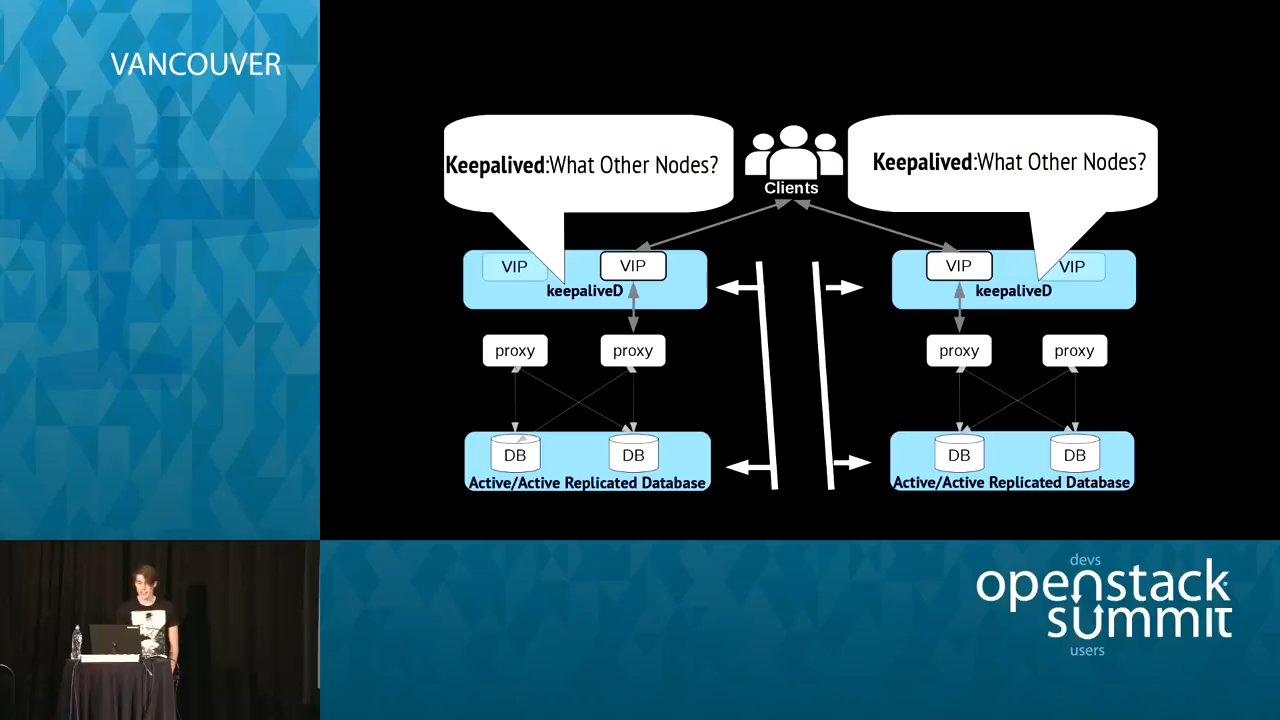 VANCOUVER
Keepalived:What Other Nodes?
Keepalived:What Other Nodes?
Clients
VIP
VIP
keepaliveD
VIP
VIP
keepaliveD
proxy
proxy
proxy
proxy
DB
DB
Active/Active Replicated Database
DB
DB
Active/Active Replicated Database
devs
openstack
summit
users